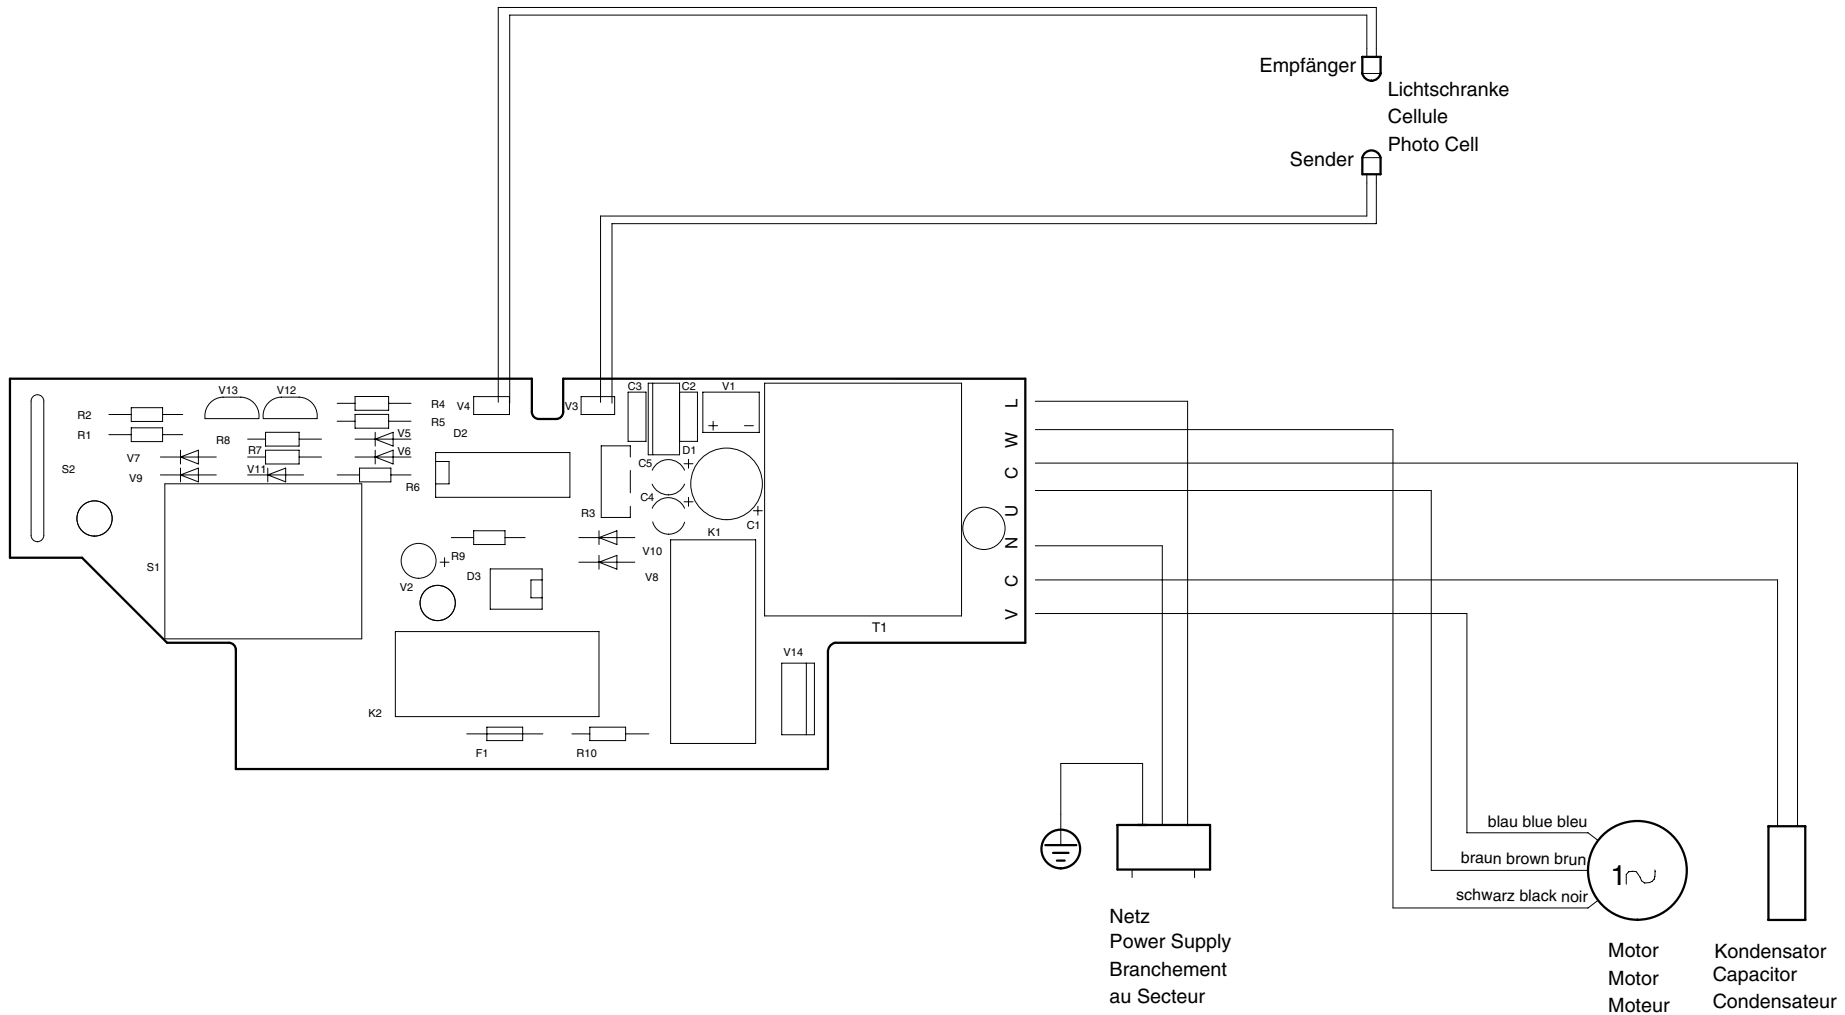 Empfänger
Lichtschranke
Cellule
Photo Cell
Sender
V13 V12
R2
R1
R4
R5
V4
V3
C3 C2 V1
+ −
L
R8
V5
D2
W
V7
R7
V6
D1
S2
V9
V11
R6
C5 +
C
C4 +
R3
C1 +
U
K1
N
S1
V2 +
R9
V10
D3
V8
C
V
T1
V14
K2
F1
R10
blau blue bleu
braun brown brun
schwarz black noir
1
Netz
Power Supply
Branchement
au Secteur
Motor
Motor
Moteur
Kondensator
Capacitor
Condensateur